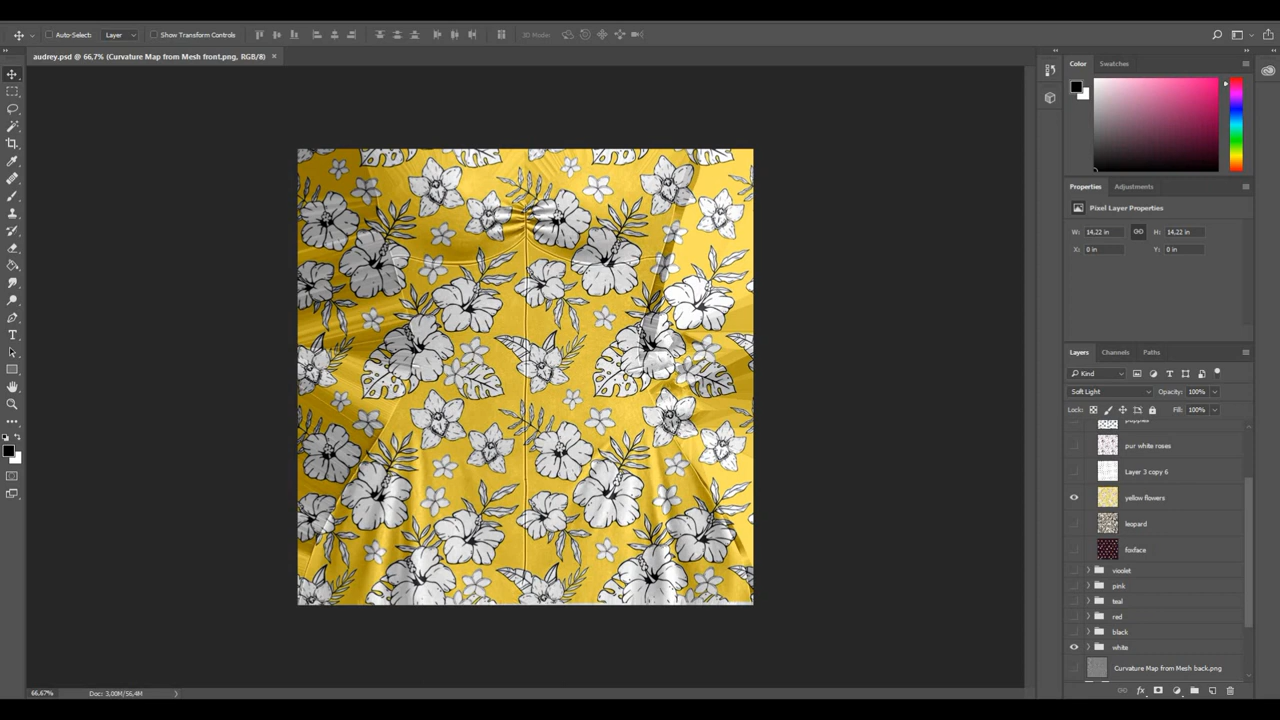 Auto-Select:
Layer
Show Transform Controls
3D Mode:
audrey.psd @ 66,7% (Curvature Map from Mesh front.png, RGB/8)
×
Color
Swatches
Properties
Adjustments
Pixel Layer Properties
W: 14,22 in
H: 14,22 in
X: 0 in
Y: 0 in
Layers
Channels
Paths
Kind
Soft Light
Opacity: 100%
Lock:
Fill: 100%
pur white roses
Layer 3 copy 6
yellow flowers
leopard
foxface
vioolet
pink
teal
red
black
white
Curvature Map from Mesh back.png
66.67%
Doc: 3,00M/56,4M